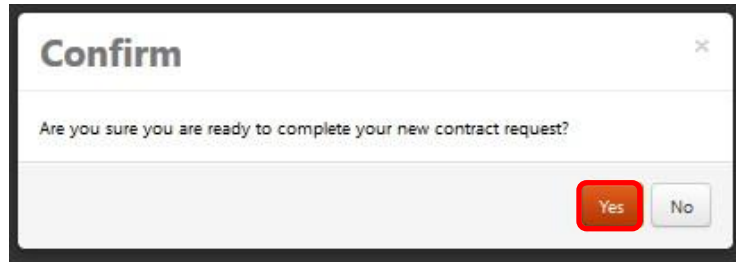 Confirm
×
Are you sure you are ready to complete your new contract request?
Yes No